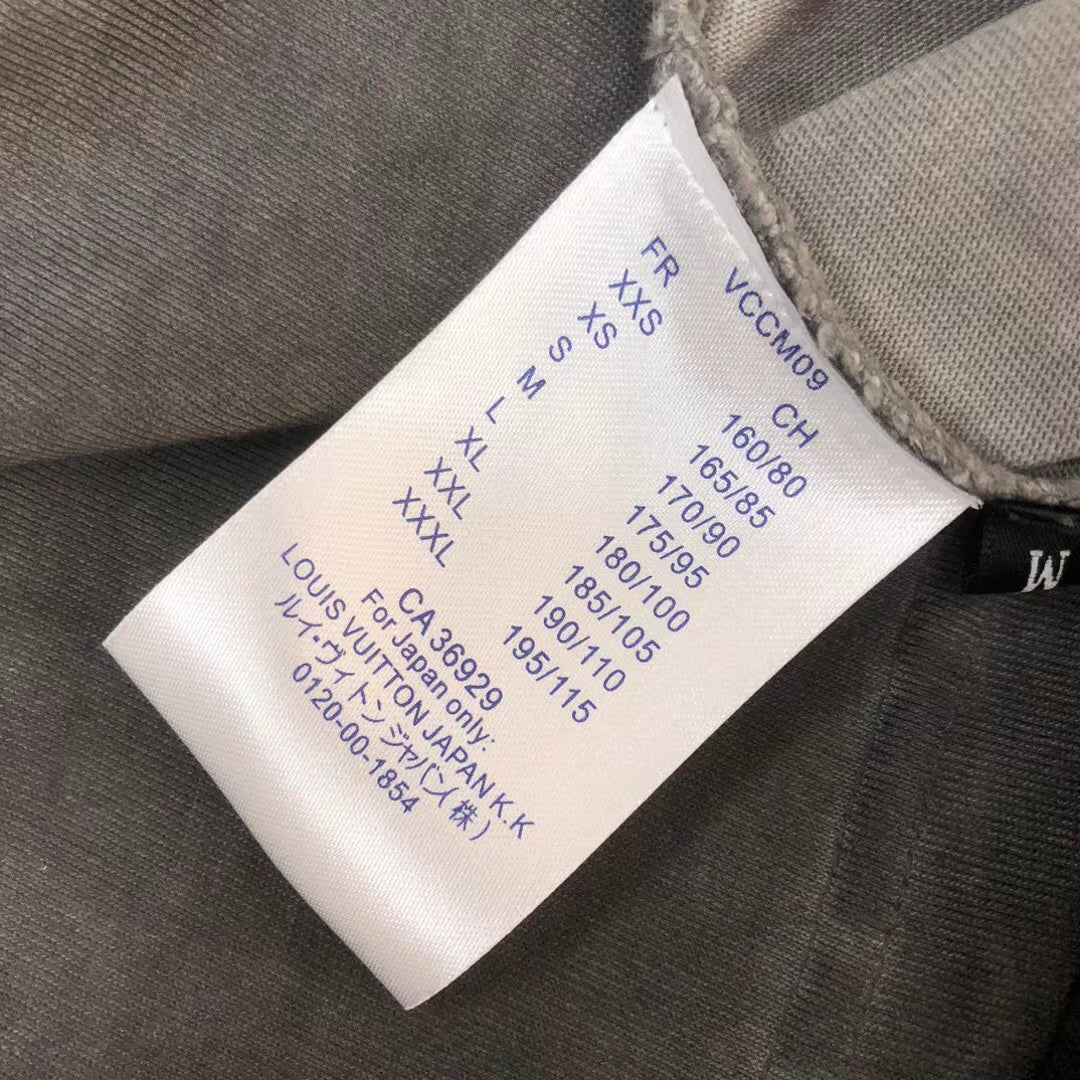 VCCM09
FR CH
XXS 160/80
XS 165/85
S 170/90
M 175/95
L 180/100
XL 185/105
XXL 190/110
XXXL 195/115
CA 36929
For Japan only:
LOUIS VUITTON JAPAN K.K
ルイ・ヴィトン ジャパン(株)
0120-00-1854
M